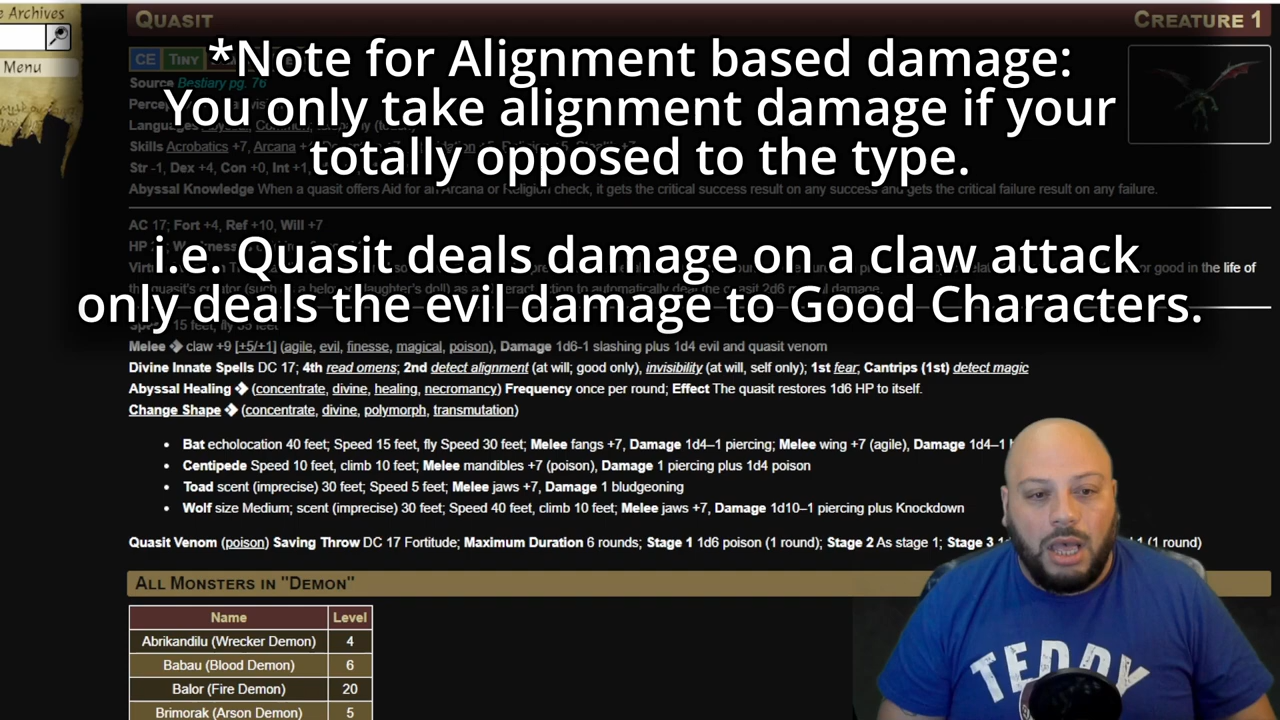 e Archives
Menu
QUASIT
CREATURE 1
*Note for Alignment based damage:
You only take alignment damage if your
totally opposed to the type.
i.e. Quasit deals damage on a claw attack
only deals the evil damage to Good Characters.
CE TINY
Source Bestiary pg. 76
Languages
Skills Acrobatics +7, Arcana
Str -1, Dex +4, Con +0, Int +1,
Abyssal Knowledge When a quasit offers Aid for an Arcana or Religion check, it gets the critical success result on any success and gets the critical failure result on any failure.
AC 17; Fort +4, Ref +10, Will +7
HP
or good in the life of
Speed 15 feet, fly 35 feet
Melee claw +9 [+5/+1] (agile, evil, finesse, magical, poison), Damage 1d6-1 slashing plus 1d4 evil and quasit venom
Divine Innate Spells DC 17; 4th read omens; 2nd detect alignment (at will; good only), invisibility (at will, self only); 1st fear; Cantrips (1st) detect magic
Abyssal Healing (concentrate, divine, healing, necromancy) Frequency once per round; Effect The quasit restores 1d6 HP to itself.
Change Shape (concentrate, divine, polymorph, transmutation)
Bat echolocation 40 feet; Speed 15 feet, fly Speed 30 feet; Melee fangs +7, Damage 1d4–1 piercing; Melee wing +7 (agile), Damage 1d4–1
Centipede Speed 10 feet, climb 10 feet; Melee mandibles +7 (poison), Damage 1 piercing plus 1d4 poison
Toad scent (imprecise) 30 feet; Speed 5 feet; Melee jaws +7, Damage 1 bludgeoning
Wolf size Medium; scent (imprecise) 30 feet; Speed 40 feet, climb 10 feet; Melee jaws +7, Damage 1d10–1 piercing plus Knockdown
Quasit Venom (poison) Saving Throw DC 17 Fortitude; Maximum Duration 6 rounds; Stage 1 1d6 poison (1 round); Stage 2 As stage 1; Stage 3 (1 round)
ALL MONSTERS IN "DEMON"
Name Level
Abrikandilu (Wrecker Demon) 4
Babau (Blood Demon) 6
Balor (Fire Demon) 20
Brimorak (Arson Demon) 5
TEDDY